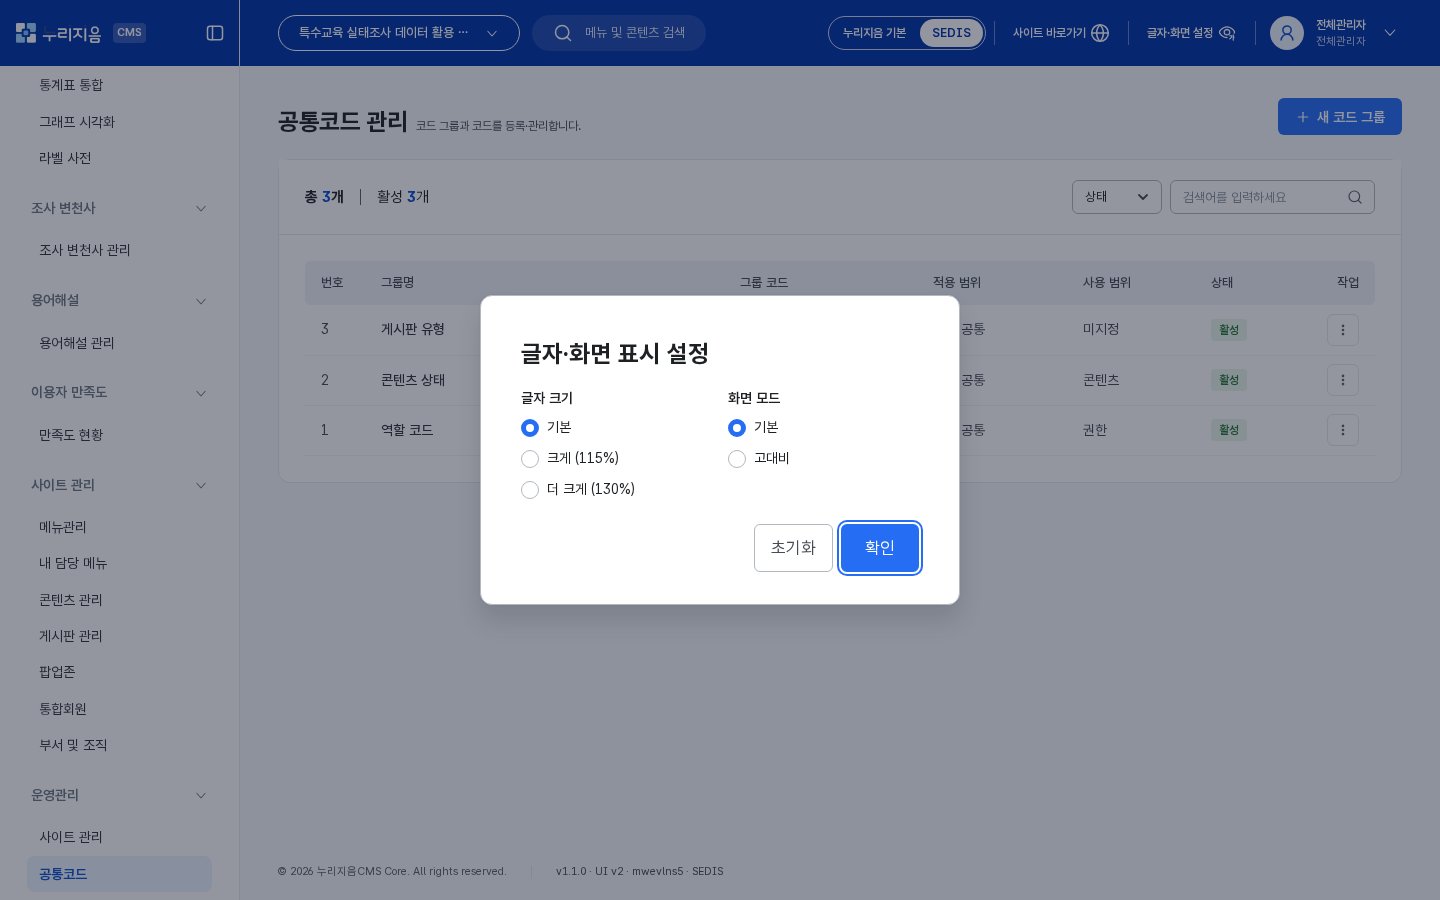 누리지음 CMS
특수교육 실태조사 데이터 활용 ···
메뉴 및 콘텐츠 검색
누리지음 기본
SEDIS
사이트 바로가기
글자·화면 설정
전체관리자
전체관리자
통계표 통합
그래프 시각화
라벨 사전
조사 변천사
조사 변천사 관리
용어해설
용어해설 관리
이용자 만족도
만족도 현황
사이트 관리
메뉴관리
내 담당 메뉴
콘텐츠 관리
게시판 관리
팝업존
통합회원
부서 및 조직
운영관리
사이트 관리
공통코드
공통코드 관리 코드 그룹과 코드를 등록·관리합니다.
+ 새 코드 그룹
총 3개 활성 3개
상태
검색어를 입력하세요
번호 그룹명 그룹 코드 적용 범위 사용 범위 상태 작업
3 게시판 유형 공통 미지정 활성
2 콘텐츠 상태 공통 콘텐츠 활성
1 역할 코드 공통 권한 활성
글자·화면 표시 설정
글자 크기
기본
크게 (115%)
더 크게 (130%)
화면 모드
기본
고대비
초기화
확인
© 2026 누리지음CMS Core. All rights reserved.
v1.1.0 · UI v2 · mwevlns5 · SEDIS